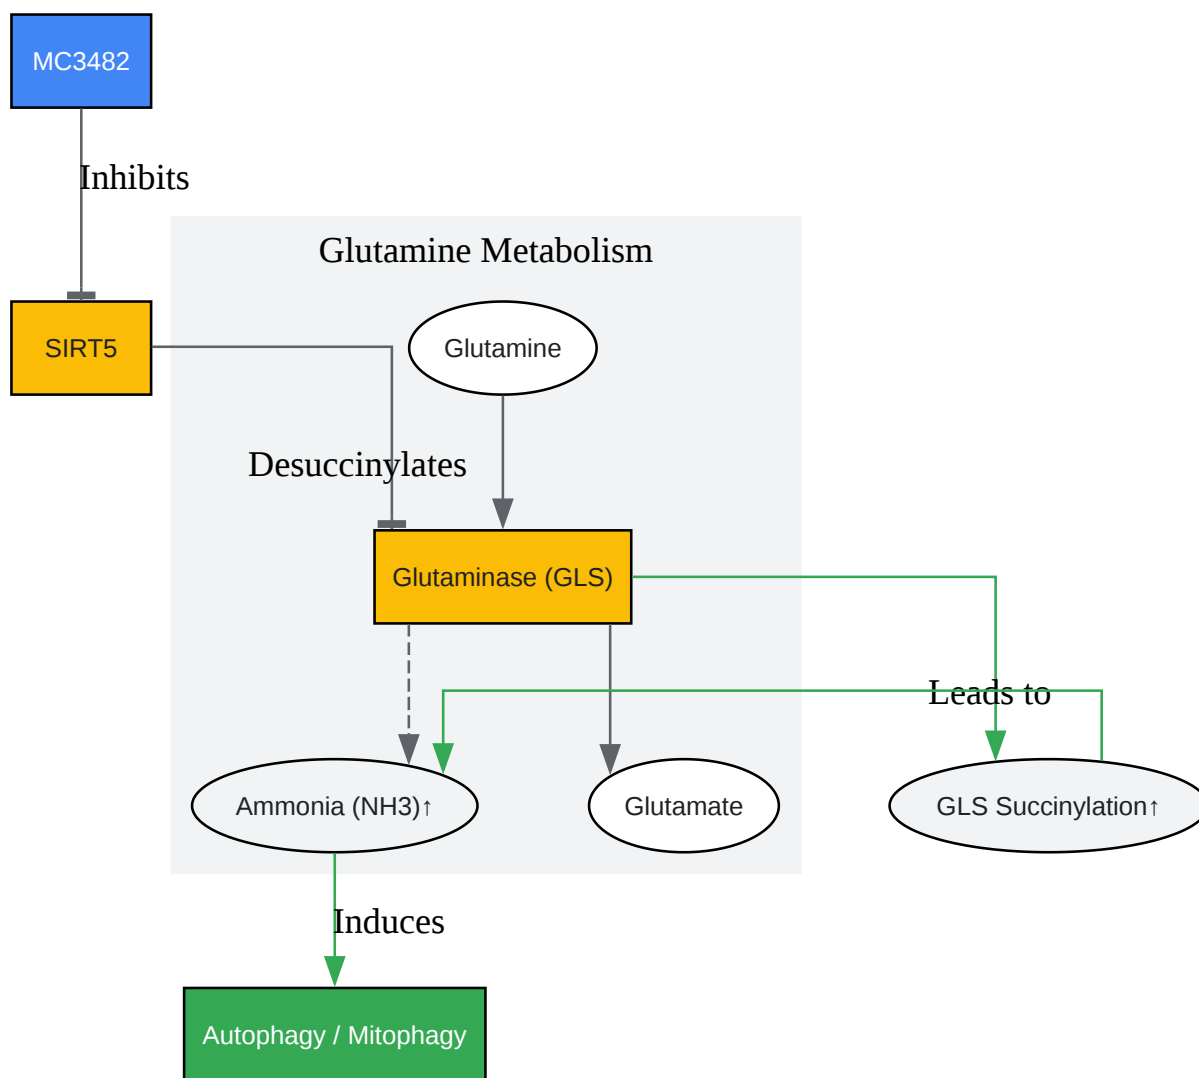 MC3482
Inhibits
Glutamine Metabolism
SIRT5
Glutamine
Desuccinylates
Glutaminase (GLS)
Leads to
Ammonia (NH3)↑
Glutamate
GLS Succinylation↑
Induces
Autophagy / Mitophagy